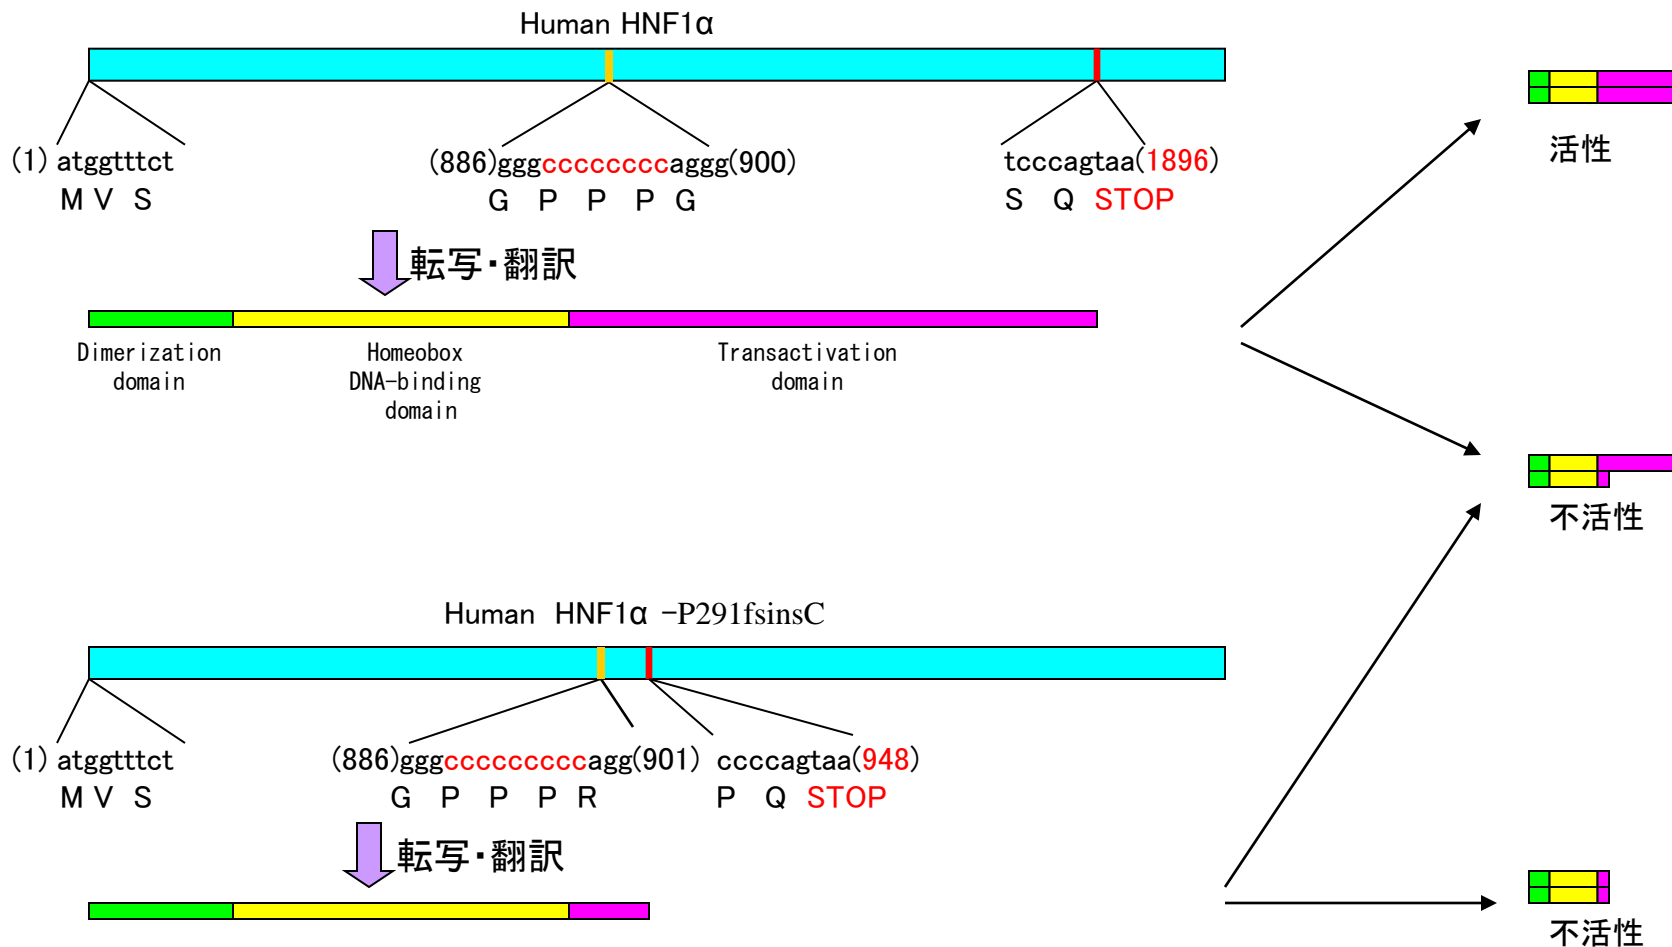 Human HNF1α
(1) atggtttct
(886)gggccccccccaggg(900)
tcccagtaa(1896)
活性
M V S
G P P P G
S Q STOP
転写・翻訳
Dimerization
domain
Homeobox
DNA-binding
domain
Transactivation
domain
不活性
Human HNF1α -P291fsinsC
(1) atggtttct
(886)gggcccccccccagg(901)
ccccagtaa(948)
M V S
G P P P R
P Q STOP
転写・翻訳
不活性